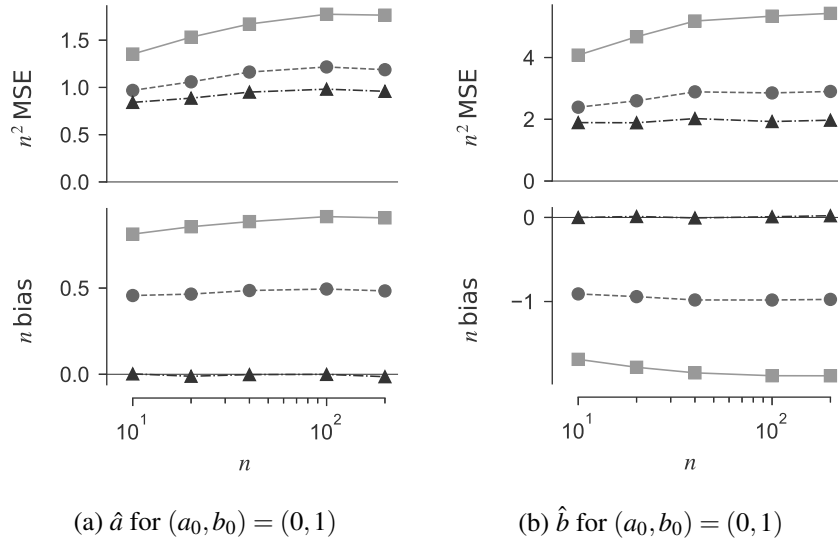 1.5
1.0
0.5
0.0
n² MSE
0.5
0.0
n bias
10¹
10²
n
(a) â for (a₀, b₀) = (0, 1)
4
2
0
n² MSE
0
−1
n bias
10¹
10²
n
(b) b̂ for (a₀, b₀) = (0, 1)